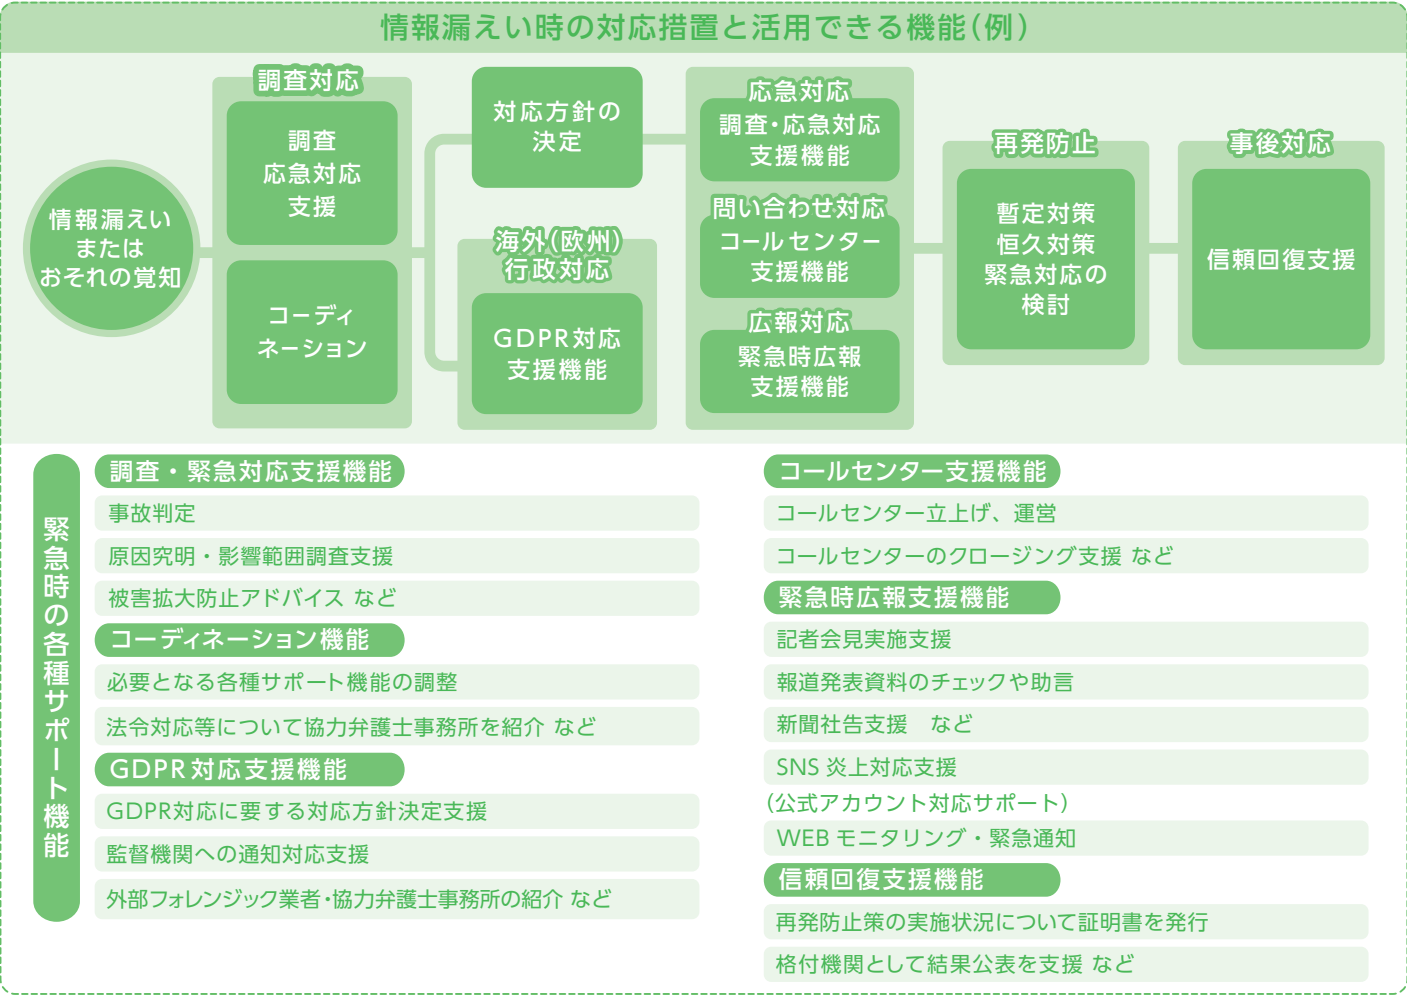 情報漏えい時の対応措置と活用できる機能(例)
情報漏えい
または
おそれの覚知
調査対応
調査
応急対応
支援
コーディ
ネーション
対応方針の
決定
海外(欧州)
行政対応
GDPR対応
支援機能
応急対応
調査・応急対応
支援機能
問い合わせ対応
コールセンター
支援機能
広報対応
緊急時広報
支援機能
再発防止
暫定対策
恒久対策
緊急対応の
検討
事後対応
信頼回復支援
緊急時の各種サポート機能
調査・緊急対応支援機能
事故判定
原因究明・影響範囲調査支援
被害拡大防止アドバイス など
コーディネーション機能
必要となる各種サポート機能の調整
法令対応等について協力弁護士事務所を紹介 など
GDPR対応支援機能
GDPR対応に要する対応方針決定支援
監督機関への通知対応支援
外部フォレンジック業者・協力弁護士事務所の紹介 など
コールセンター支援機能
コールセンター立上げ、運営
コールセンターのクロージング支援 など
緊急時広報支援機能
記者会見実施支援
報道発表資料のチェックや助言
新聞社告支援　など
SNS 炎上対応支援
(公式アカウント対応サポート)
WEB モニタリング・緊急通知
信頼回復支援機能
再発防止策の実施状況について証明書を発行
格付機関として結果公表を支援 など